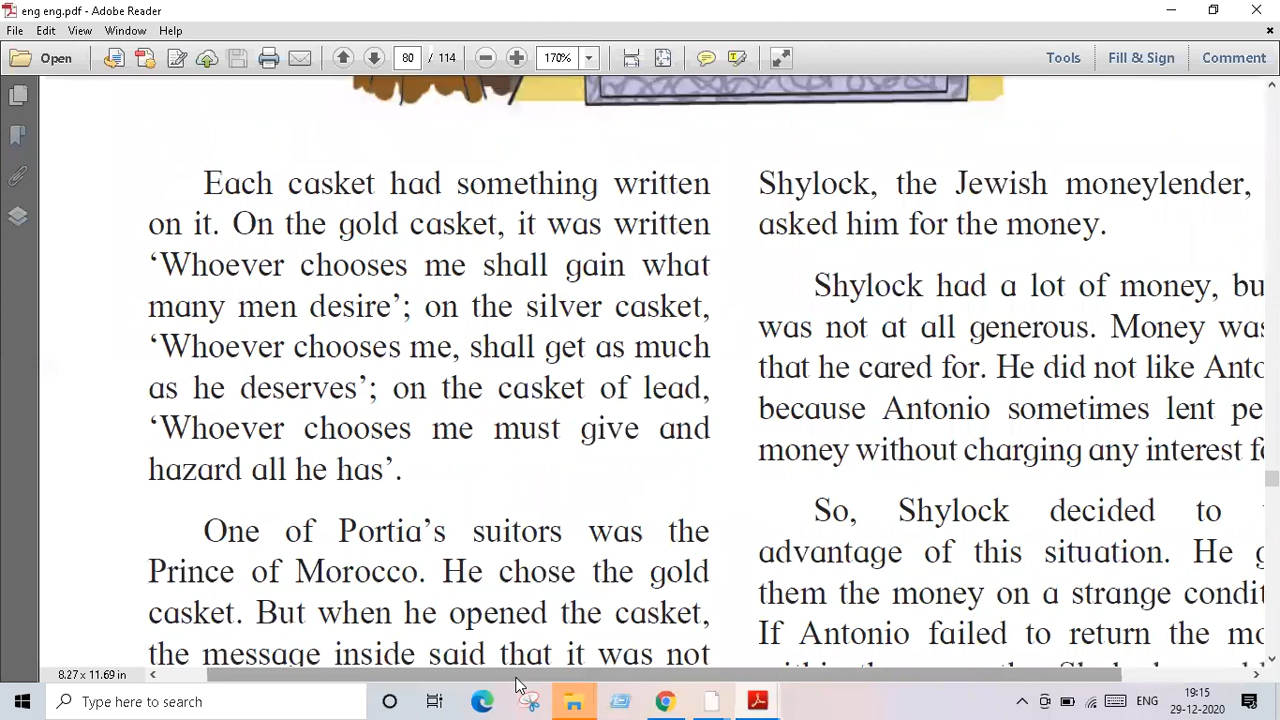 eng eng.pdf - Adobe Reader
File Edit View Window Help
Open 80 / 114 170% Tools Fill & Sign Comment
Each casket had something written
on it. On the gold casket, it was written
‘Whoever chooses me shall gain what
many men desire’; on the silver casket,
‘Whoever chooses me, shall get as much
as he deserves’; on the casket of lead,
‘Whoever chooses me must give and
hazard all he has’.
One of Portia’s suitors was the
Prince of Morocco. He chose the gold
casket. But when he opened the casket,
the message inside said that it was not
Shylock, the Jewish moneylender,
asked him for the money.
Shylock had a lot of money, bu
was not at all generous. Money was
that he cared for. He did not like Anto
because Antonio sometimes lent pe
money without charging any interest f
So, Shylock decided to
advantage of this situation. He g
them the money on a strange condit
If Antonio failed to return the mo
8.27 x 11.69 in
Type here to search
ENG
19:15
29-12-2020